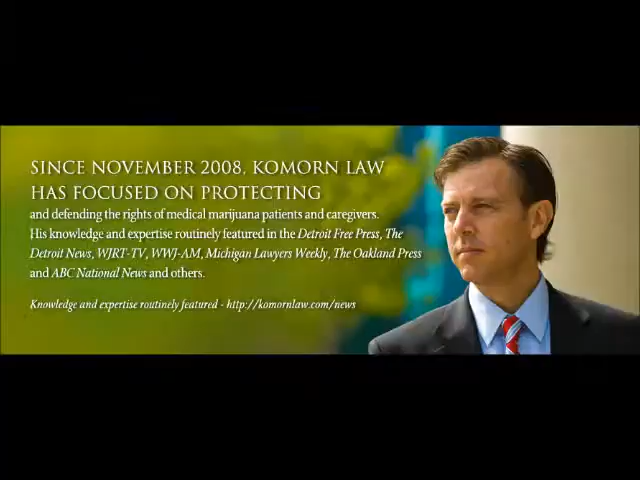 SINCE NOVEMBER 2008, KOMORN LAW
HAS FOCUSED ON PROTECTING
and defending the rights of medical marijuana patients and caregivers.
His knowledge and expertise routinely featured in the Detroit Free Press, The
Detroit News, WJRT-TV, WWJ-AM, Michigan Lawyers Weekly, The Oakland Press
and ABC National News and others.
Knowledge and expertise routinely featured - http://komornlaw.com/news